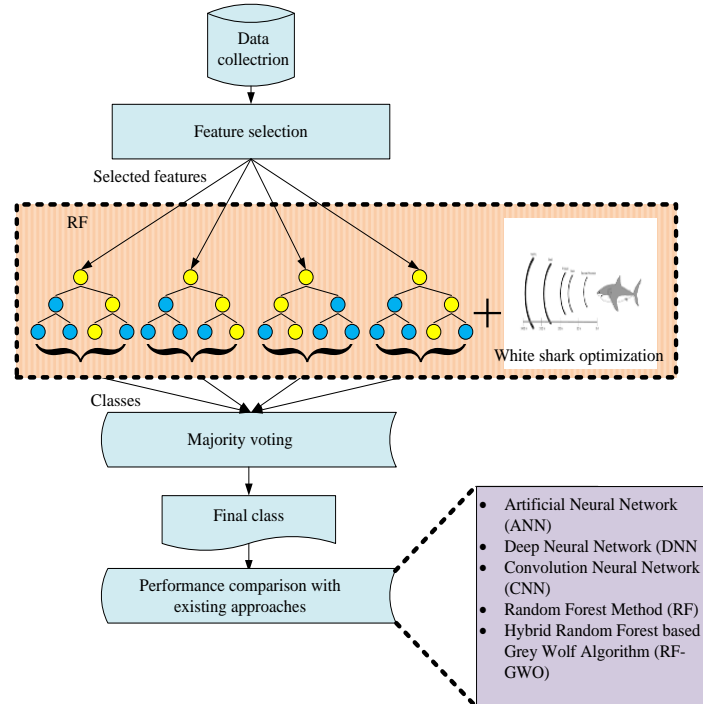 Data
collectrion
Feature selection
Selected features
RF
White shark optimization
Classes
Majority voting
Final class
Performance comparison with
existing approaches
• Artificial Neural Network
(ANN)
• Deep Neural Network (DNN
• Convolution Neural Network
(CNN)
• Random Forest Method (RF)
• Hybrid Random Forest based
Grey Wolf Algorithm (RF-
GWO)